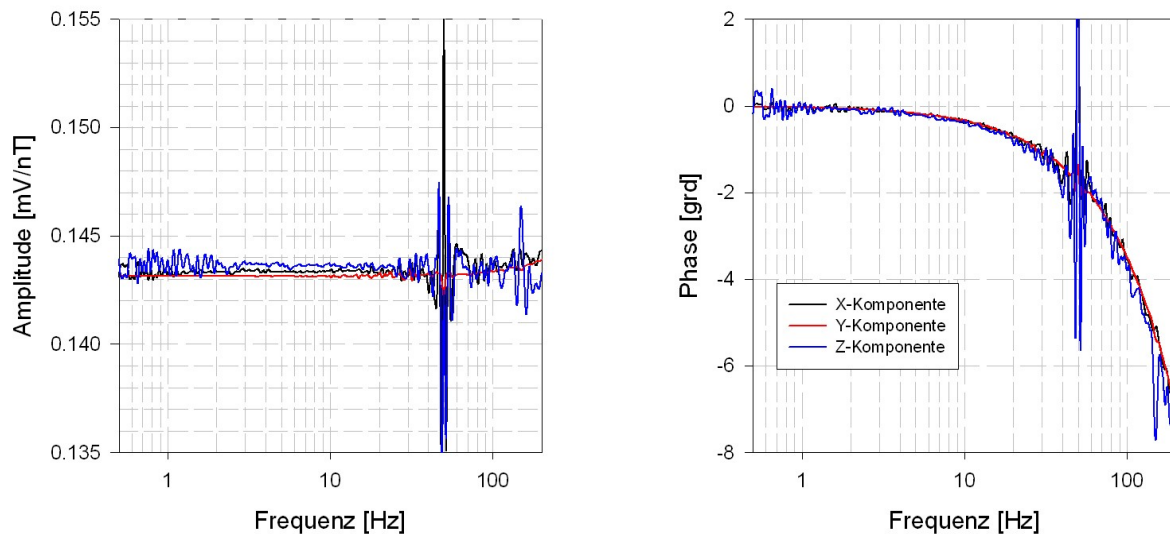 0.155
0.150
0.145
0.140
0.135
Amplitude [mV/nT]
1
10
100
Frequenz [Hz]
2
0
-2
-4
-6
-8
Phase [grd]
X-Komponente
Y-Komponente
Z-Komponente
1
10
100
Frequenz [Hz]